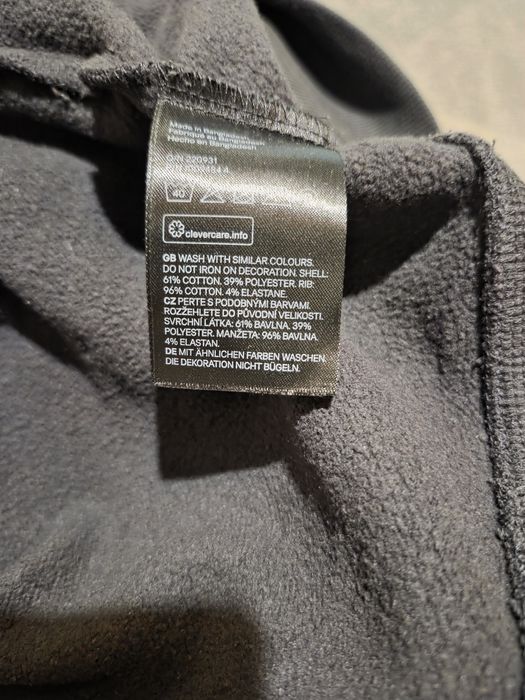 Made in Bangladesh
Fabriqué en Bangladesh
Hecho en Bangladesh
O/N 220931
40
clevercare.info
GB WASH WITH SIMILAR COLOURS.
DO NOT IRON ON DECORATION. SHELL:
61% COTTON. 39% POLYESTER. RIB:
96% COTTON. 4% ELASTANE.
CZ PERTE S PODOBNÝMI BARVAMI.
ROZŽEHLETE DO PŮVODNÍ VELIKOSTI.
SVRCHNÍ LÁTKA: 61% BAVLNA. 39%
POLYESTER. MANŽETA: 96% BAVLNA.
4% ELASTAN.
DE MIT ÄHNLICHEN FARBEN WASCHEN.
DIE DEKORATION NICHT BÜGELN.